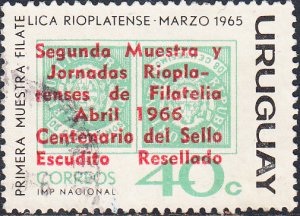 PRIMERA MUESTRA FILATELICA RIOPLATENSE - MARZO 1965
URUGUAY
Segunda Muestra y
Jornadas Riopla-
tenses de Filatelia
Abril 1966
Centenario del Sello
Escudito Resellado
CORREOS
IMP NACIONAL
40c